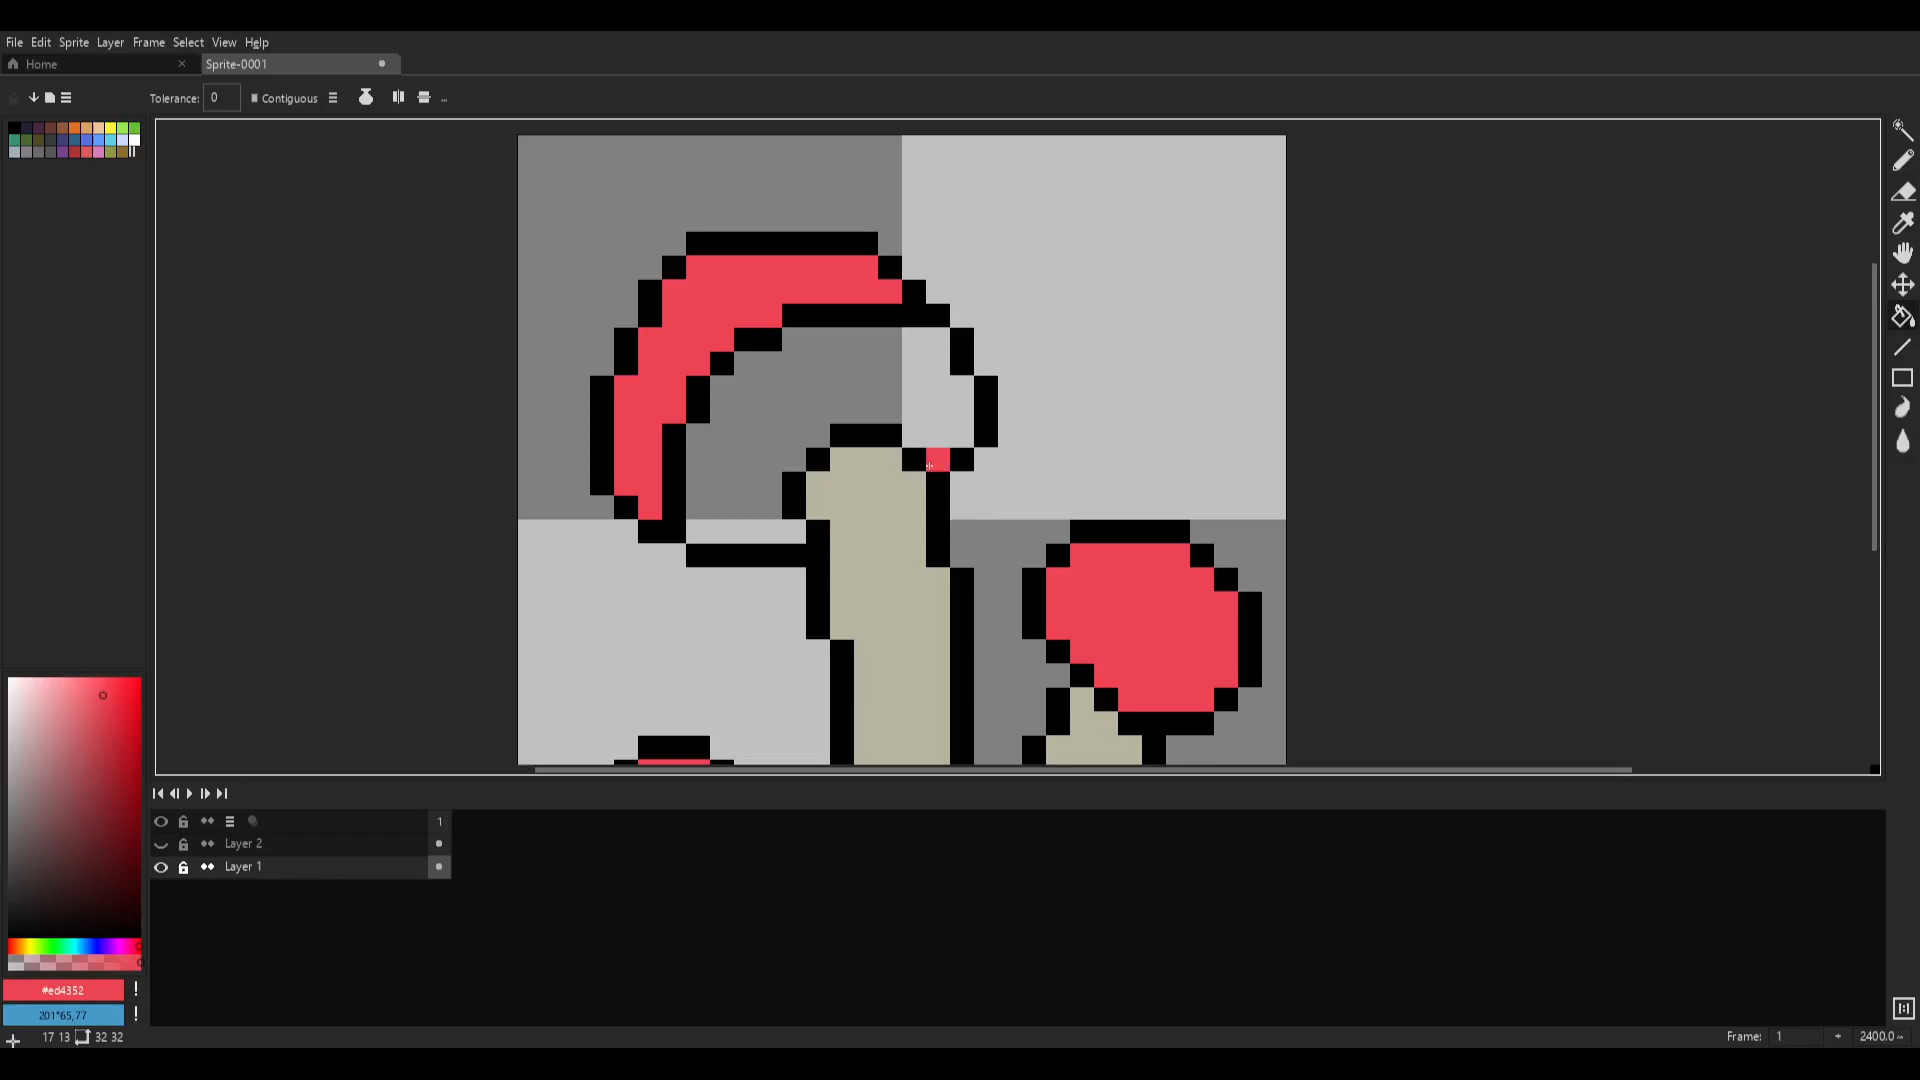 File Edit Sprite Layer Frame Select View Help
Home Sprite-0001
Tolerance: 0 Contiguous ...
1
Layer 2
Layer 1
#ed4352
201°65,77
17 13 32 32 Frame: 1 + 2400.0